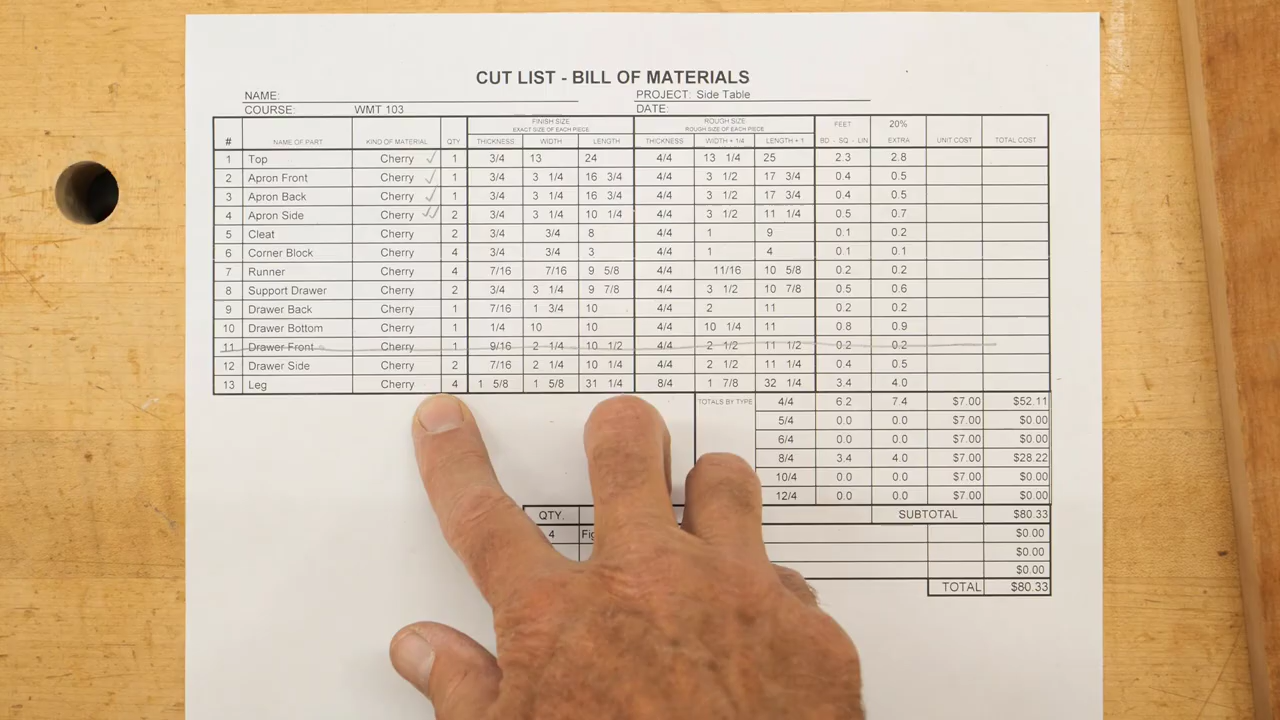 CUT LIST - BILL OF MATERIALS
NAME: PROJECT: Side Table
COURSE: WMT 103 DATE:
FINISH SIZE ROUGH SIZE FEET 20%
EXACT SIZE OF EACH PIECE ROUGH SIZE OF EACH PIECE
# NAME OF PART KIND OF MATERIAL QTY THICKNESS WIDTH LENGTH THICKNESS WIDTH + 1/4 LENGTH + 1 BD - SQ - LIN EXTRA UNIT COST TOTAL COST
1 Top Cherry ✓ 1 3/4 13 24 4/4 13 1/4 25 2.3 2.8
2 Apron Front Cherry ✓ 1 3/4 3 1/4 16 3/4 4/4 3 1/2 17 3/4 0.4 0.5
3 Apron Back Cherry ✓ 1 3/4 3 1/4 16 3/4 4/4 3 1/2 17 3/4 0.4 0.5
4 Apron Side Cherry ✓✓ 2 3/4 3 1/4 10 1/4 4/4 3 1/2 11 1/4 0.5 0.7
5 Cleat Cherry 2 3/4 3/4 8 4/4 1 9 0.1 0.2
6 Corner Block Cherry 4 3/4 3/4 3 4/4 1 4 0.1 0.1
7 Runner Cherry 4 7/16 7/16 9 5/8 4/4 11/16 10 5/8 0.2 0.2
8 Support Drawer Cherry 2 3/4 3 1/4 9 7/8 4/4 3 1/2 10 7/8 0.5 0.6
9 Drawer Back Cherry 1 7/16 1 3/4 10 4/4 2 11 0.2 0.2
10 Drawer Bottom Cherry 1 1/4 10 10 4/4 10 1/4 11 0.8 0.9
11 Drawer Front Cherry 1 9/16 2 1/4 10 1/2 4/4 2 1/2 11 1/2 0.2 0.2
12 Drawer Side Cherry 2 7/16 2 1/4 10 1/4 4/4 2 1/2 11 1/4 0.4 0.5
13 Leg Cherry 4 1 5/8 1 5/8 31 1/4 8/4 1 7/8 32 1/4 3.4 4.0
TOTALS BY TYPE 4/4 6.2 7.4 $7.00 $52.11
5/4 0.0 0.0 $7.00 $0.00
6/4 0.0 0.0 $7.00 $0.00
8/4 3.4 4.0 $7.00 $28.22
10/4 0.0 0.0 $7.00 $0.00
12/4 0.0 0.0 $7.00 $0.00
QTY. SUBTOTAL $80.33
4 $0.00
$0.00
$0.00
TOTAL $80.33